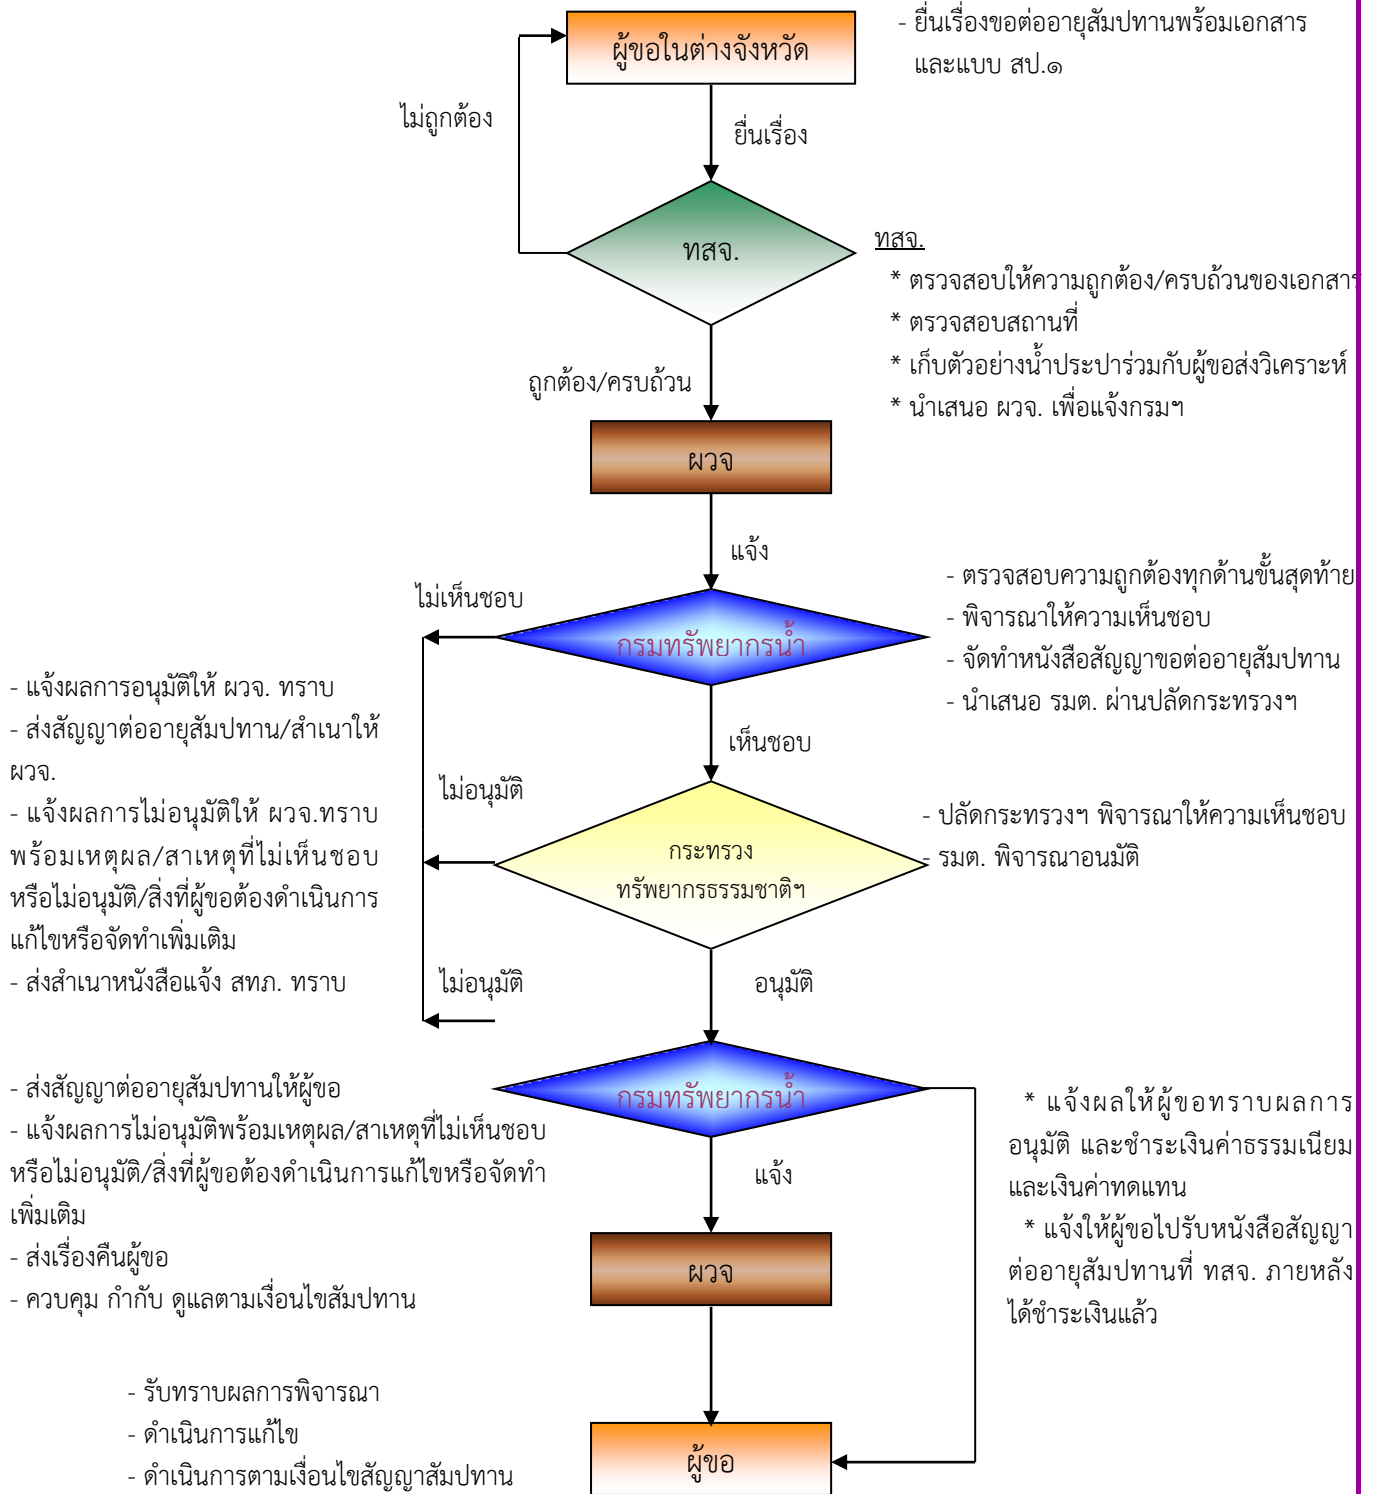 ผู้ขอในต่างจังหวัด
- ยื่นเรื่องขอต่ออายุสัมปทานพร้อมเอกสาร
และแบบ สป.๑
ไม่ถูกต้อง
ยื่นเรื่อง
ทสจ.
ทสจ.
* ตรวจสอบให้ความถูกต้อง/ครบถ้วนของเอกสาร
* ตรวจสอบสถานที่
* เก็บตัวอย่างน้ำประปาร่วมกับผู้ขอส่งวิเคราะห์
* นำเสนอ ผวจ. เพื่อแจ้งกรมฯ
ถูกต้อง/ครบถ้วน
ผวจ
แจ้ง
ไม่เห็นชอบ
กรมทรัพยากรน้ำ
- ตรวจสอบความถูกต้องทุกด้านขั้นสุดท้าย
- พิจารณาให้ความเห็นชอบ
- จัดทำหนังสือสัญญาขอต่ออายุสัมปทาน
- นำเสนอ รมต. ผ่านปลัดกระทรวงฯ
- แจ้งผลการอนุมัติให้ ผวจ. ทราบ
- ส่งสัญญาต่ออายุสัมปทาน/สำเนาให้
ผวจ.
- แจ้งผลการไม่อนุมัติให้ ผวจ.ทราบ
พร้อมเหตุผล/สาเหตุที่ไม่เห็นชอบ
หรือไม่อนุมัติ/สิ่งที่ผู้ขอต้องดำเนินการ
แก้ไขหรือจัดทำเพิ่มเติม
- ส่งสำเนาหนังสือแจ้ง สทภ. ทราบ
เห็นชอบ
ไม่อนุมัติ
กระทรวง
ทรัพยากรธรรมชาติฯ
- ปลัดกระทรวงฯ พิจารณาให้ความเห็นชอบ
- รมต. พิจารณาอนมัติ
ไม่อนุมัติ
อนุมัติ
กรมทรัพยากรน้ำ
- ส่งสัญญาต่ออายุสัมปทานให้ผู้ขอ
- แจ้งผลการไม่อนุมัติพร้อมเหตุผล/สาเหตุที่ไม่เห็นชอบ
หรือไม่อนุมัติ/สิ่งที่ผู้ขอต้องดำเนินการแก้ไขหรือจัดทำ
เพิ่มเติม
- ส่งเรื่องคืนผู้ขอ
- ควบคุม กำกับ ดูแลตามเงื่อนไขสัมปทาน
แจ้ง
* แจ้งผลให้ผู้ขอทราบผลการ
อนุมัติ และชำระเงินค่าธรรมเนียม
และเงินค่าทดแทน
* แจ้งให้ผู้ขอไปรับหนังสือสัญญา
ต่ออายุสัมปทานที่ ทสจ. ภายหลัง
ได้ชำระเงินแล้ว
ผวจ
- รับทราบผลการพิจารณา
- ดำเนินการแก้ไข
- ดำเนินการตามเงื่อนไขสัญญาสัมปทาน
ผู้ขอ